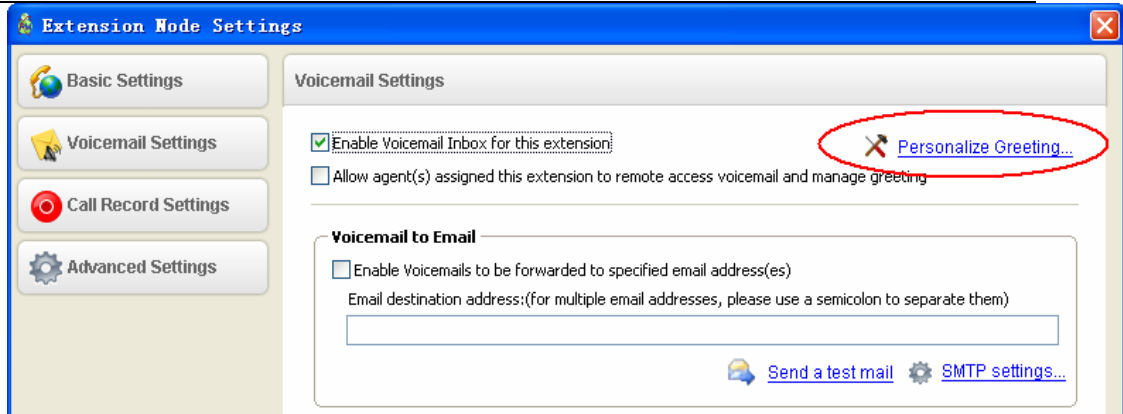 Extension Node Settings
Basic Settings
Voicemail Settings
Call Record Settings
Advanced Settings
Voicemail Settings
Enable Voicemail Inbox for this extension
Personalize Greeting...
Allow agent(s) assigned this extension to remote access voicemail and manage greeting
Voicemail to Email
Enable Voicemails to be forwarded to specified email address(es)
Email destination address:(for multiple email addresses, please use a semicolon to separate them)
Send a test mail
SMTP settings...